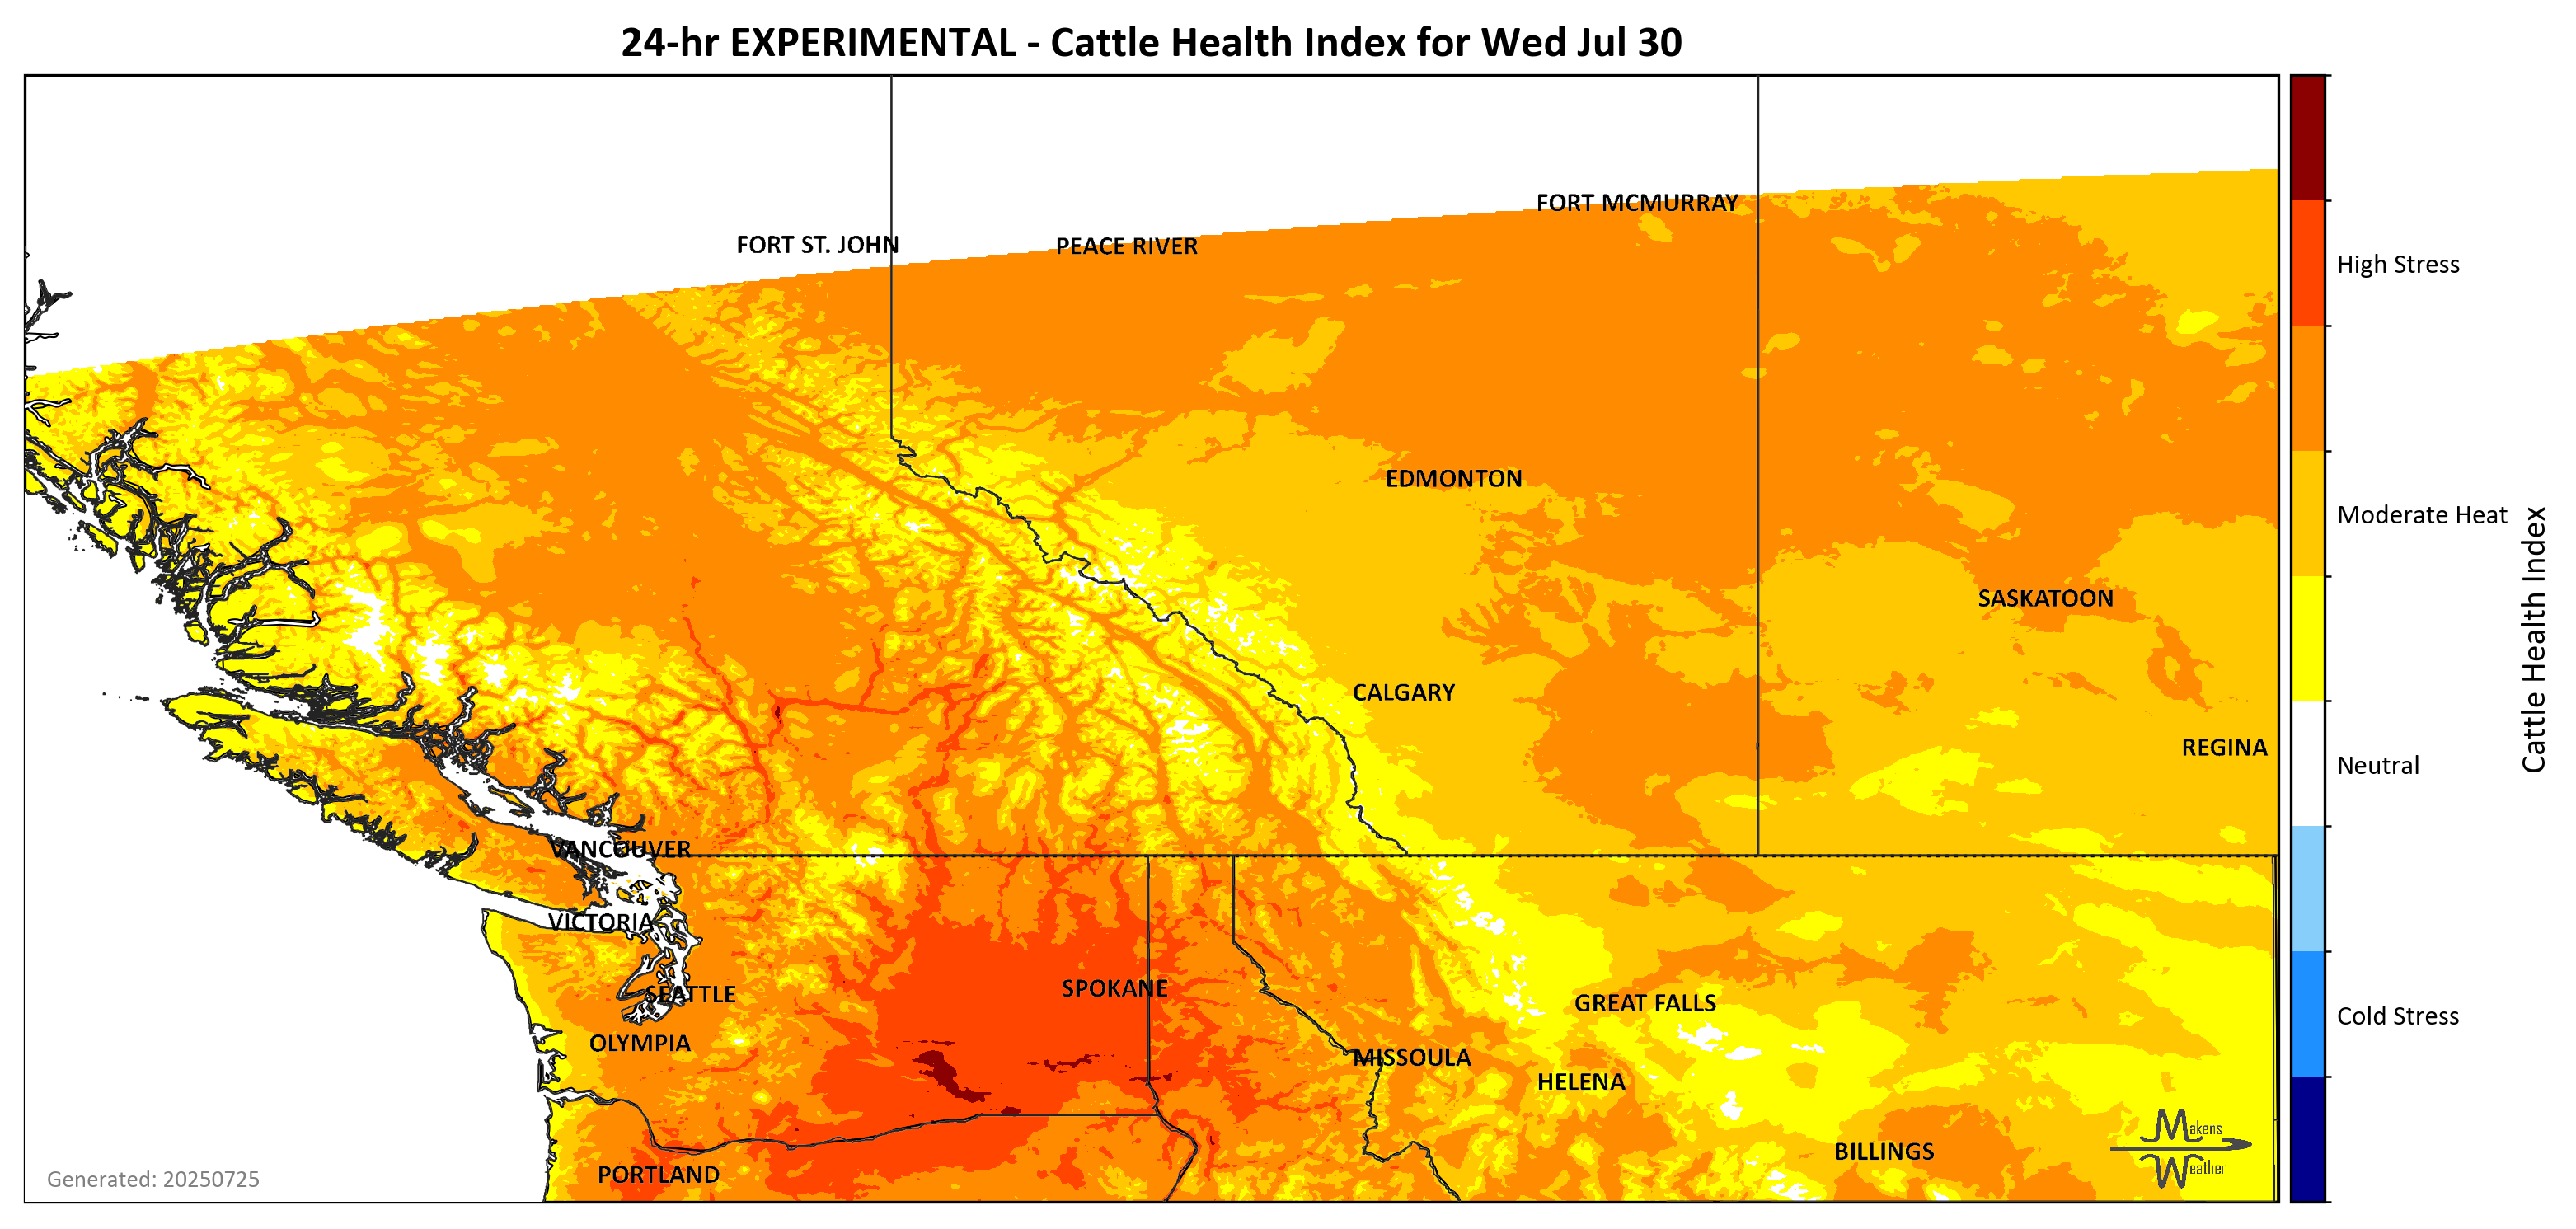 24-hr EXPERIMENTAL - Cattle Health Index for Wed Jul 30
FORT MCMURRAY
FORT ST. JOHN
PEACE RIVER
High Stress
EDMONTON
Moderate Heat
SASKATOON
CALGARY
REGINA
Neutral
Cattle Health Index
VANCOUVER
VICTORIA
SPOKANE
SEATTLE
GREAT FALLS
Cold Stress
OLYMPIA
MISSOULA
HELENA
Makens
Weather
BILLINGS
PORTLAND
Generated: 20250725